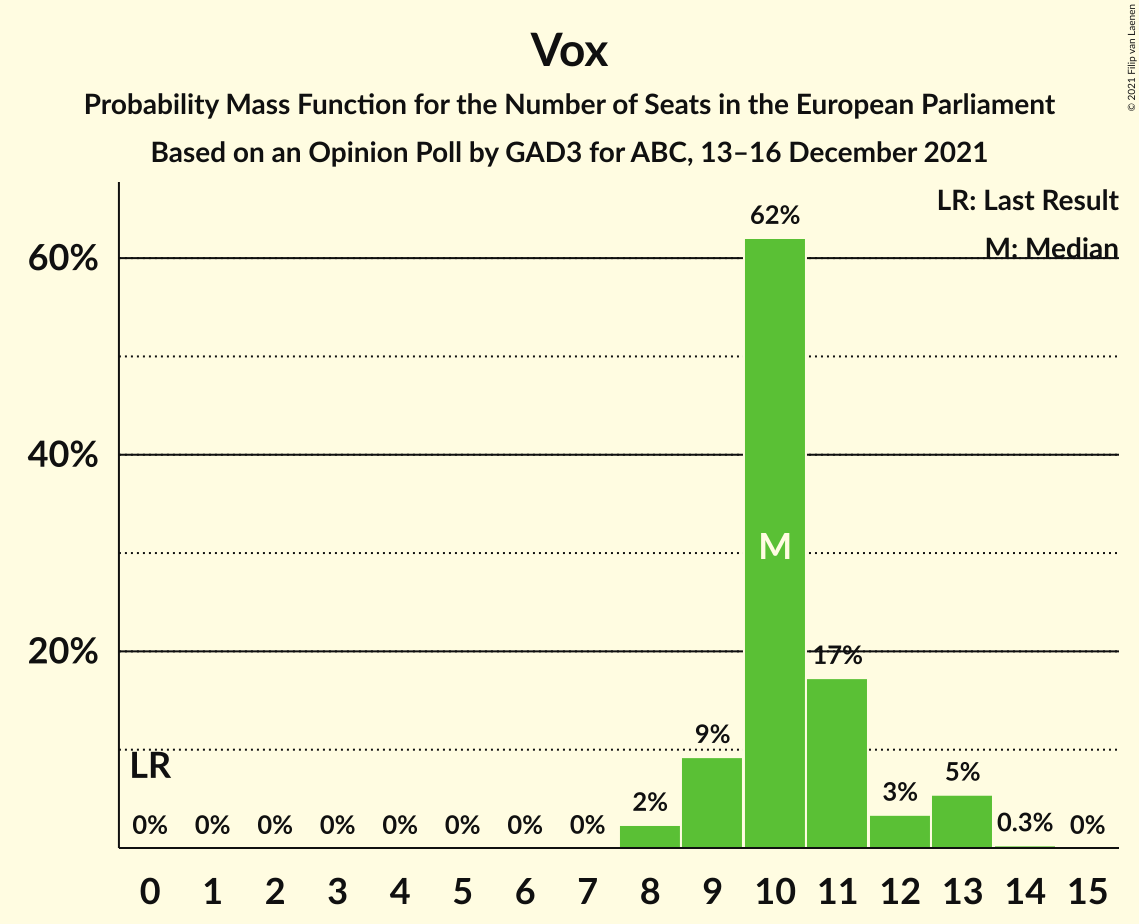 Vox
Probability Mass Function for the Number of Seats in the European Parliament
Based on an Opinion Poll by GAD3 for ABC, 13–16 December 2021
© 2021 Filip van Laenen
LR: Last Result
M: Median
60%
40%
20%
62%
M
17%
9%
LR
5%
3%
2%
0% 0% 0% 0% 0% 0% 0% 0% 0.3% 0%
0 1 2 3 4 5 6 7 8 9 10 11 12 13 14 15